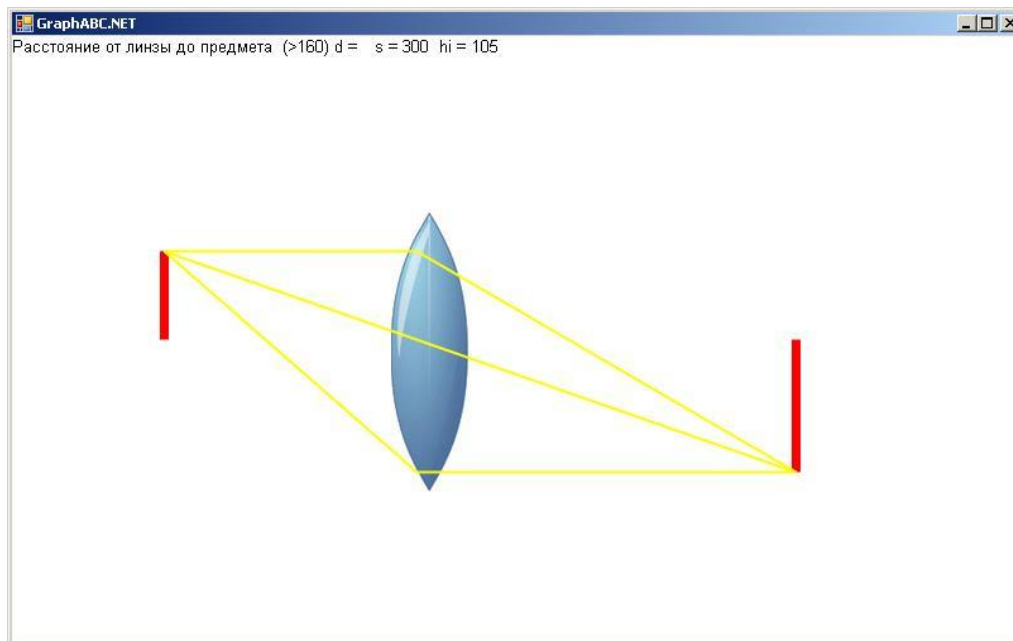 GraphABC.NET
Расстояние от линзы до предмета (>160) d = s = 300 hi = 105